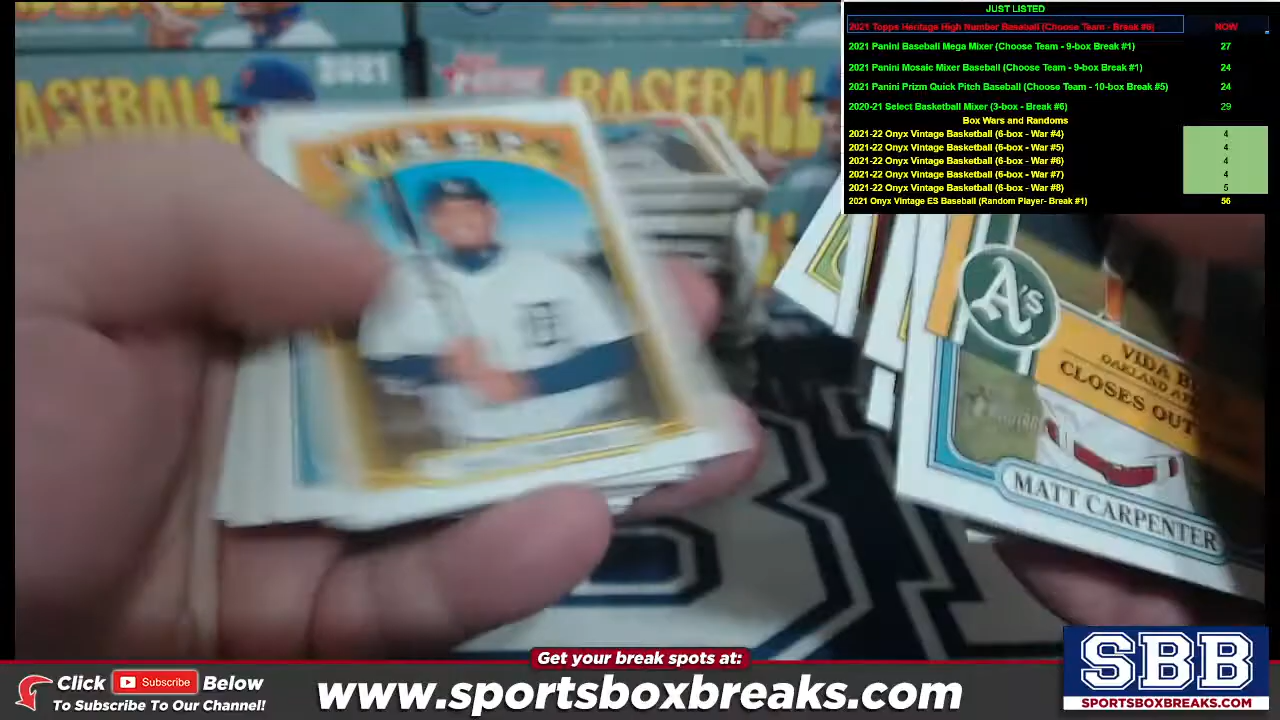 JUST LISTED
2021 Topps Heritage High Number Baseball (Choose Team - Break #6) NOW
2021 Panini Baseball Mega Mixer (Choose Team - 9-box Break #1) 27
2021 Panini Mosaic Mixer Baseball (Choose Team - 9-box Break #1) 24
2021 Panini Prizm Quick Pitch Baseball (Choose Team - 10-box Break #5) 24
2020-21 Select Basketball Mixer (3-box - Break #6) 29
Box Wars and Randoms
2021-22 Onyx Vintage Basketball (6-box - War #4) 4
2021-22 Onyx Vintage Basketball (6-box - War #5) 4
2021-22 Onyx Vintage Basketball (6-box - War #6) 4
2021-22 Onyx Vintage Basketball (6-box - War #7) 4
2021-22 Onyx Vintage Basketball (6-box - War #8) 5
2021 Onyx Vintage ES Baseball (Random Player- Break #1) 56
BASEBALL
BASEBALL
A's
VIDA
OAKLAND
CLOSES OUT
MATT CARPENTER
Get your break spots at:
Click Subscribe Below
To Subscribe To Our Channel!
www.sportsboxbreaks.com
SBB
SPORTSBOXBREAKS.COM